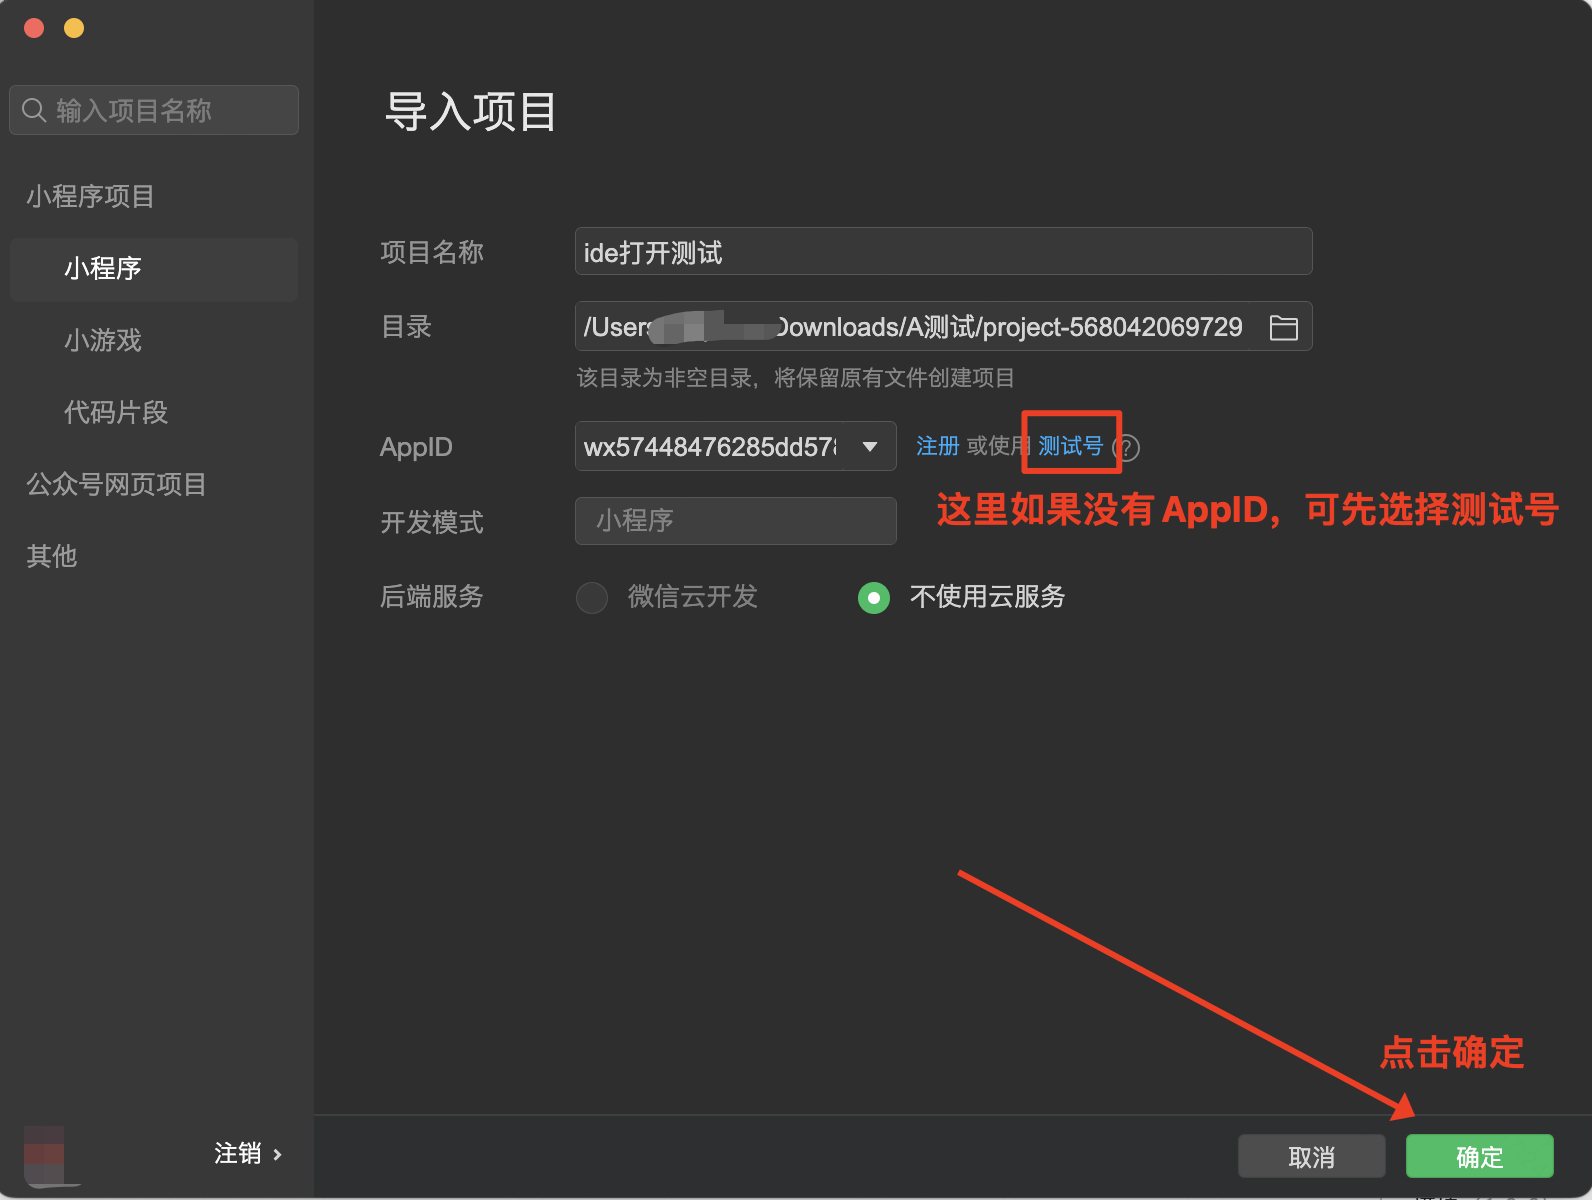 输入项目名称
小程序项目
小程序
小游戏
代码片段
公众号网页项目
其他
注销 ›
导入项目
项目名称
ide打开测试
目录
/Users Downloads/A测试/project-568042069729
该目录为非空目录，将保留原有文件创建项目
AppID
wx57448476285dd57
注册 或使用 测试号 ?
这里如果没有 AppID，可先选择测试号
开发模式
小程序
后端服务
微信云开发
不使用云服务
点击确定
取消
确定